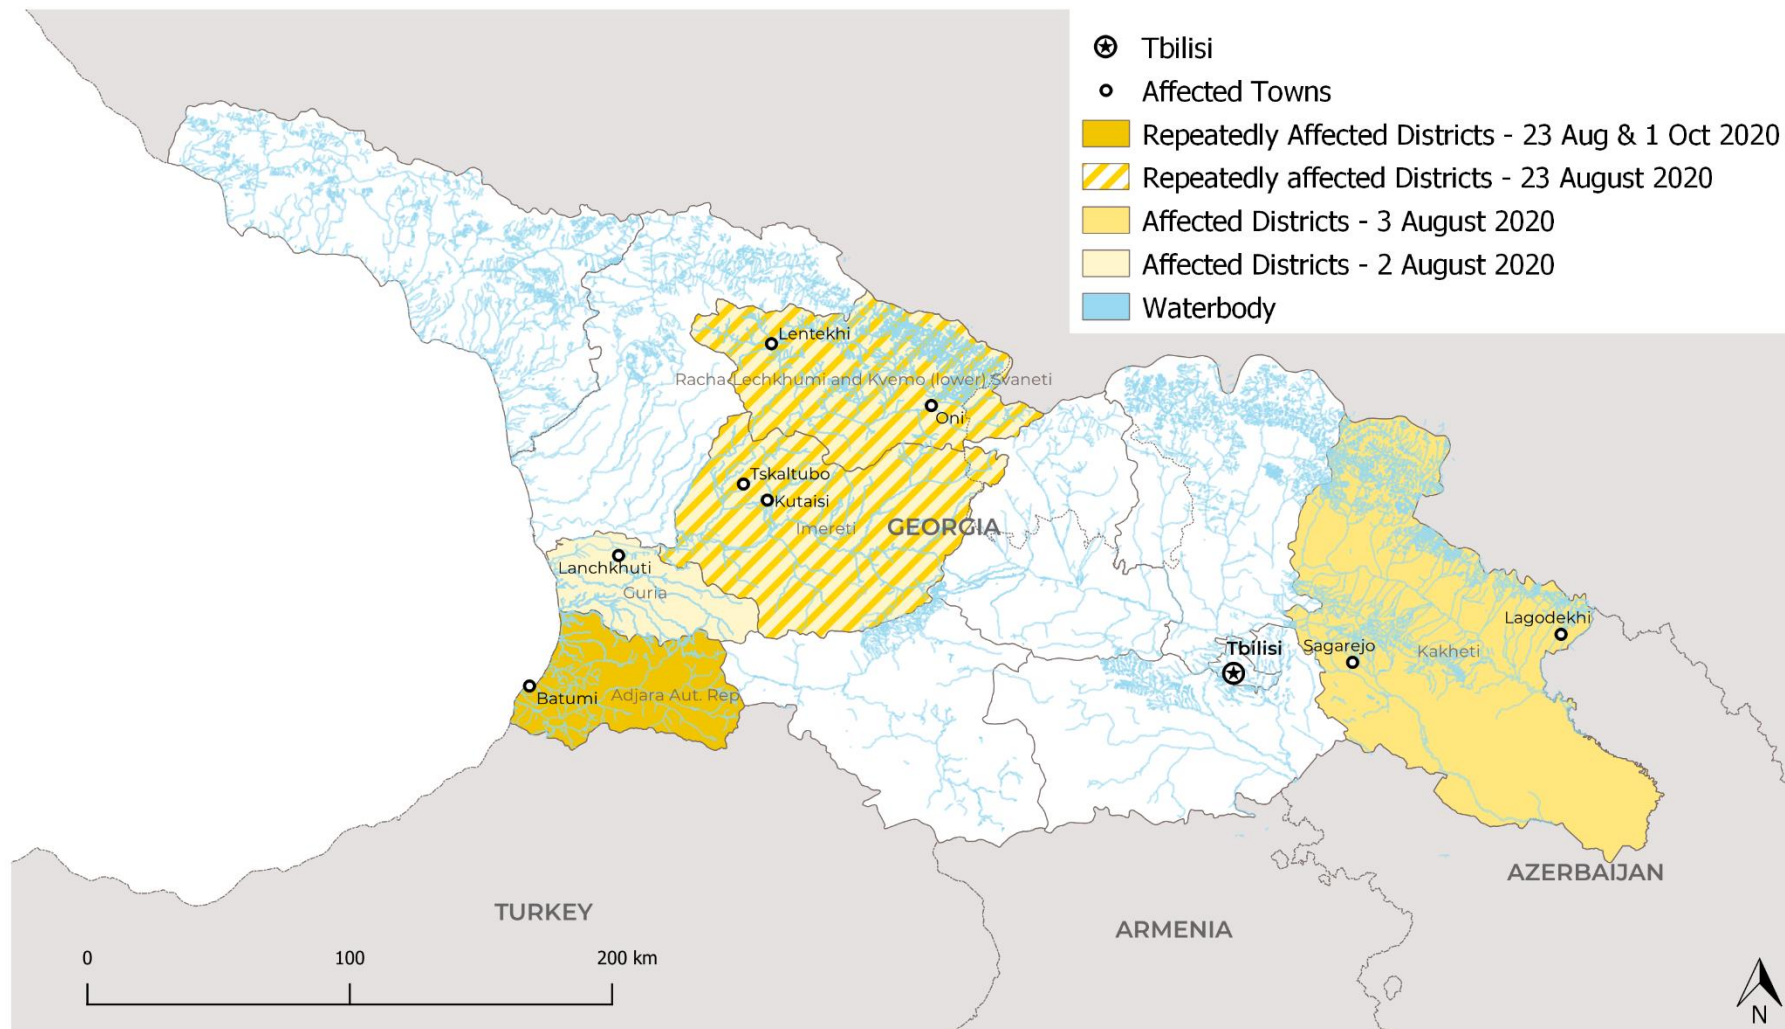 Tbilisi
Affected Towns
Repeatedly Affected Districts - 23 Aug & 1 Oct 2020
Repeatedly affected Districts - 23 August 2020
Affected Districts - 3 August 2020
Affected Districts - 2 August 2020
Waterbody
Lentekhi
Racha-Lechkhumi and Kvemo (lower) Svaneti
Oni
Tskaltubo
Kutaisi
Imereti
GEORGIA
Lanchkhuti
Guria
Lagodekhi
Sagarejo
Kakheti
Tbilisi
Batumi
Adjara Aut. Rep
AZERBAIJAN
TURKEY
ARMENIA
0 100 200 km
N